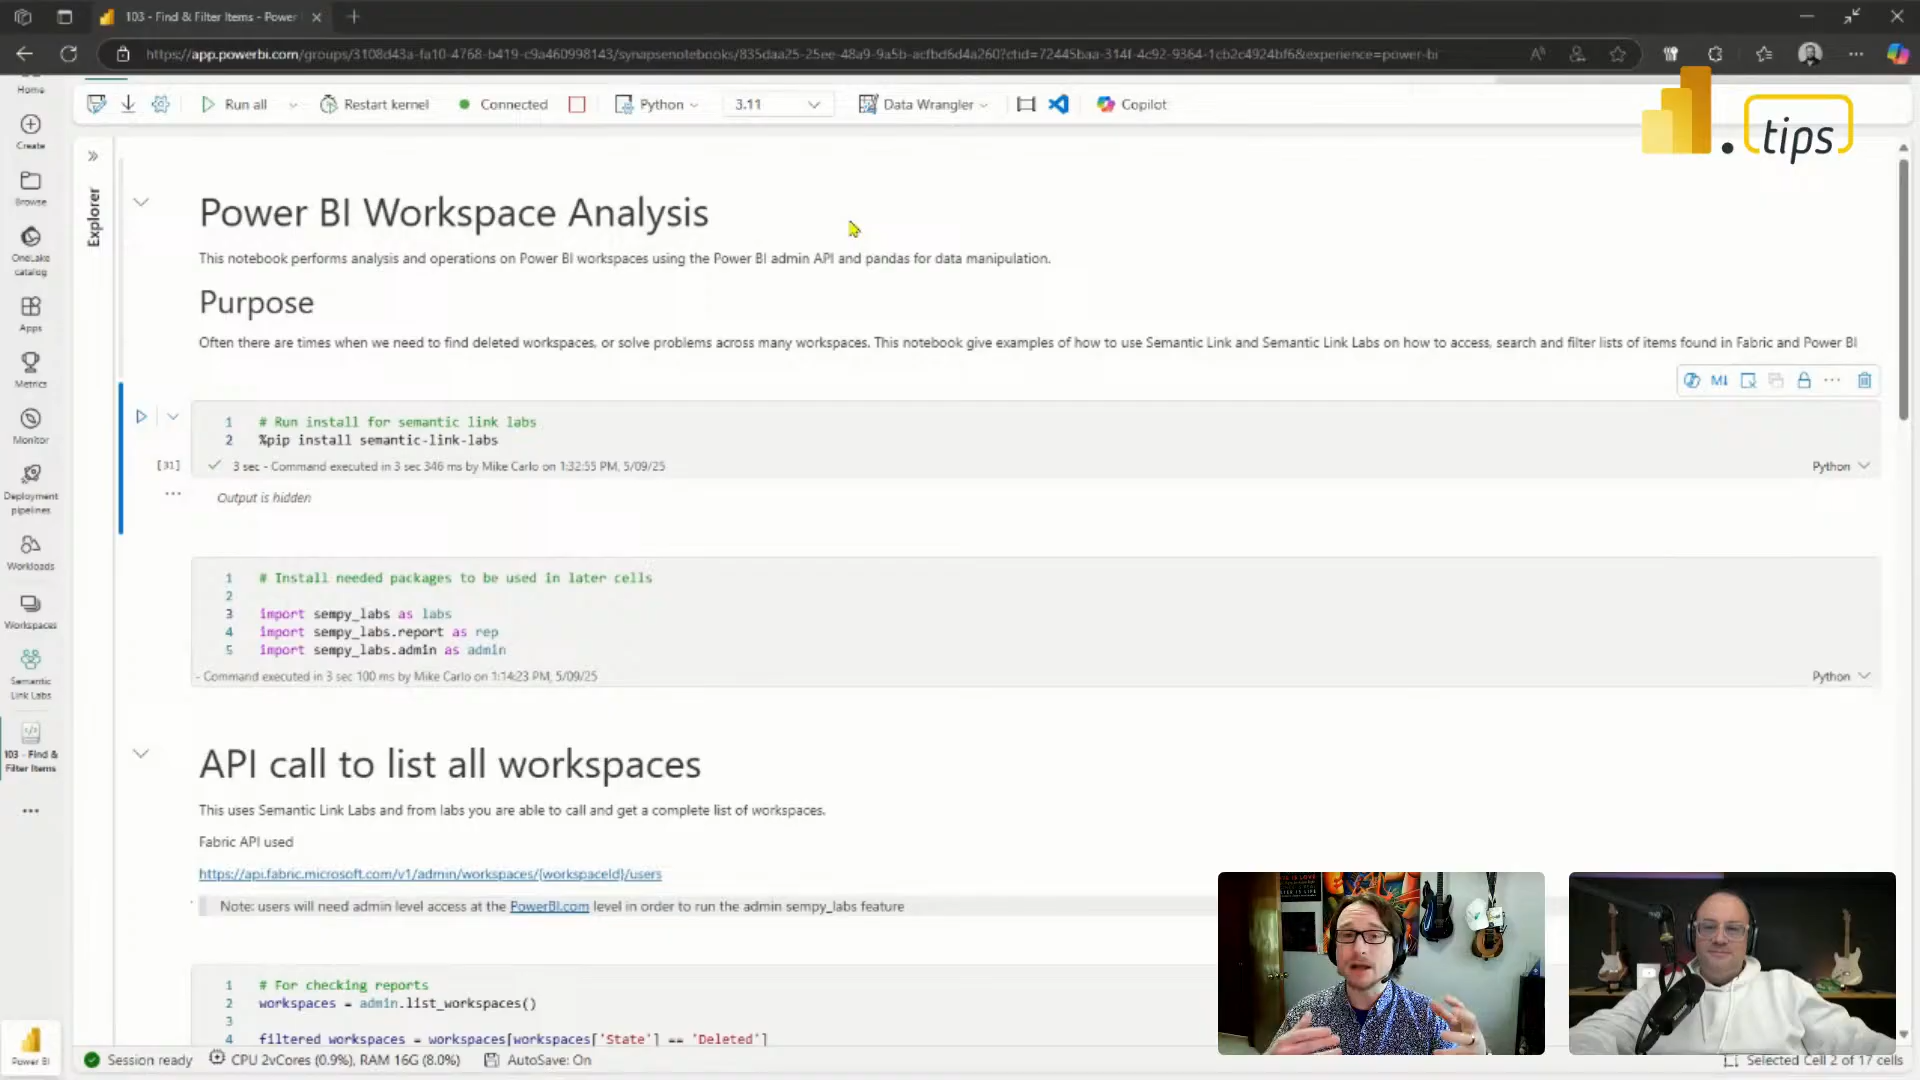 103 - Find & Filter Items - Power
https://app.powerbi.com/groups/3108d43a-fa10-4768-b419-c9a460998143/synapsenotebooks/835daa25-25ee-48a9-9a5b-acfbd6d4a260?ctid=72445baa-314f-4c92-9364-1cb2c4924bf6&experience=power-bi
Home
Create
Browse
OneLake
catalog
Apps
Metrics
Monitor
Deployment
pipelines
Workloads
Workspaces
Semantic
Link Labs
103 - Find &
Filter Items
Power BI
Run all
Restart kernel
Connected
Python
3.11
Data Wrangler
Copilot
.tips
Explorer
Power BI Workspace Analysis
This notebook performs analysis and operations on Power BI workspaces using the Power BI admin API and pandas for data manipulation.
Purpose
Often there are times when we need to find deleted workspaces, or solve problems across many workspaces. This notebook give examples of how to use Semantic Link and Semantic Link Labs on how to access, search and filter lists of items found in Fabric and Power BI
M↓
1 # Run install for semantic link labs
2 %pip install semantic-link-labs
[31] 3 sec - Command executed in 3 sec 346 ms by Mike Carlo on 1:32:55 PM, 5/09/25
Python
Output is hidden
1 # Install needed packages to be used in later cells
2
3 import sempy_labs as labs
4 import sempy_labs.report as rep
5 import sempy_labs.admin as admin
- Command executed in 3 sec 100 ms by Mike Carlo on 1:14:23 PM, 5/09/25
Python
API call to list all workspaces
This uses Semantic Link Labs and from labs you are able to call and get a complete list of workspaces.
Fabric API used
https://api.fabric.microsoft.com/v1/admin/workspaces/{workspaceId}/users
Note: users will need admin level access at the PowerBI.com level in order to run the admin sempy_labs feature
1 # For checking reports
2 workspaces = admin.list_workspaces()
3
4 filtered_workspaces = workspaces[workspaces['State'] == 'Deleted']
Session ready
CPU 2vCores (0.9%), RAM 16G (8.0%)
AutoSave: On
Selected Cell 2 of 17 cells